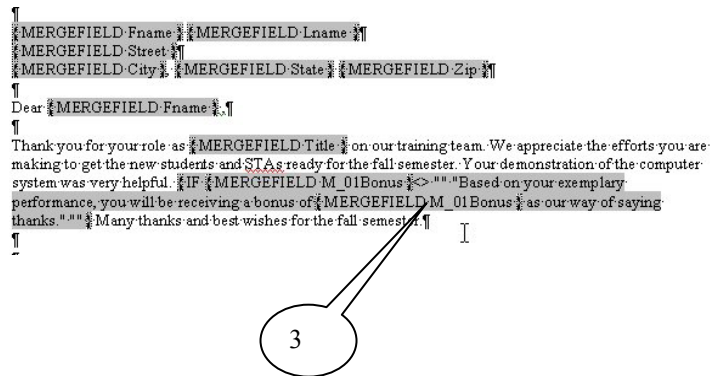 ¶
{ MERGEFIELD Fname } { MERGEFIELD Lname }¶
{ MERGEFIELD Street }¶
{ MERGEFIELD City }, { MERGEFIELD State } { MERGEFIELD Zip }¶
¶
Dear { MERGEFIELD Fname },¶
¶
Thank you for your role as { MERGEFIELD Title } on our training team. We appreciate the efforts you are
making to get the new students and STAs ready for the fall semester. Your demonstration of the computer
system was very helpful. { IF { MERGEFIELD M_01Bonus } <> "" "Based on your exemplary
performance, you will be receiving a bonus of { MERGEFIELD M_01Bonus } as our way of saying
thanks." "" } Many thanks and best wishes for the fall semester.¶
¶
¶
3